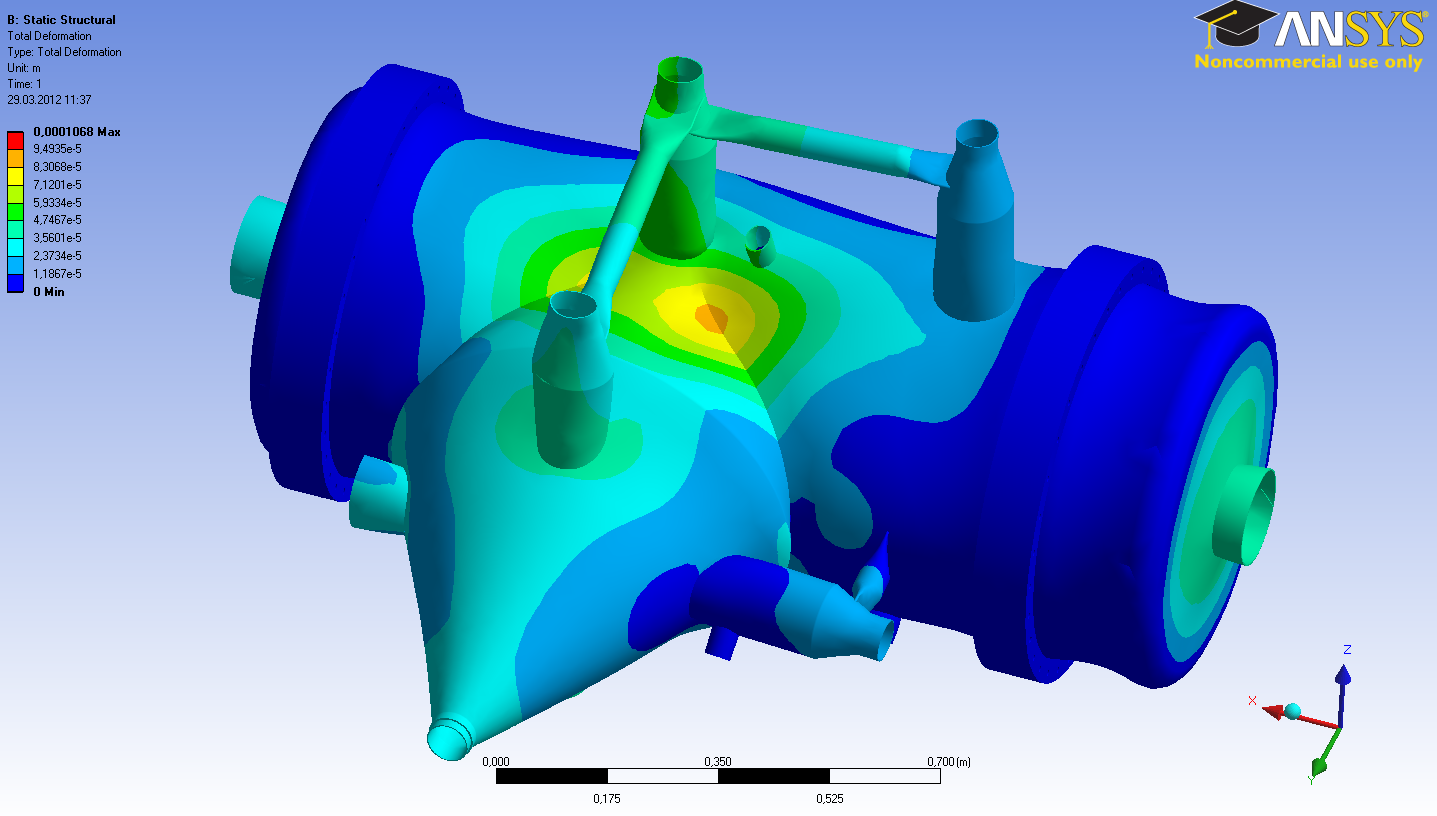 B: Static Structural
Total Deformation
Type: Total Deformation
Unit: m
Time: 1
29.03.2012 11:37
0,0001068 Max
9,4935e-5
8,3068e-5
7,1201e-5
5,9334e-5
4,7467e-5
3,5601e-5
2,3734e-5
1,1867e-5
0 Min
ANSYS®
Noncommercial use only
Z
X
Y
0,000 0,350 0,700 (m)
0,175 0,525